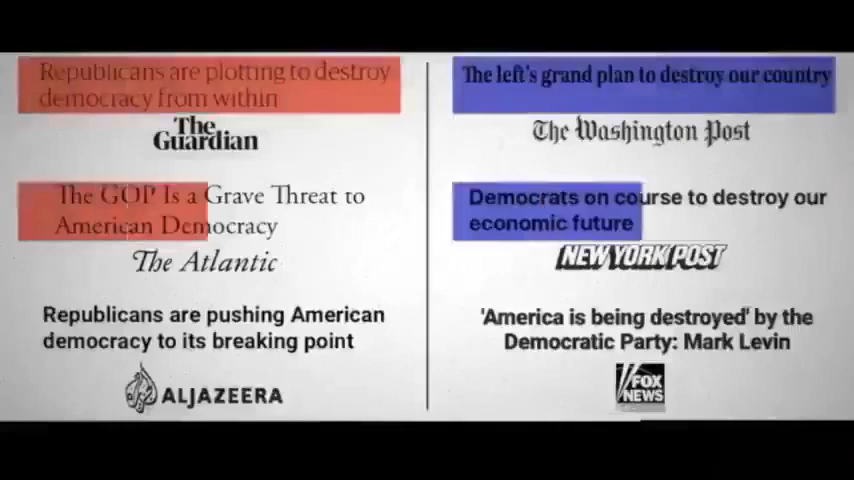 Republicans are plotting to destroy
democracy from within
The
Guardian
The GOP Is a Grave Threat to
American Democracy
The Atlantic
Republicans are pushing American
democracy to its breaking point
ALJAZEERA
The left's grand plan to destroy our country
The Washington Post
Democrats on course to destroy our
economic future
NEW YORK POST
'America is being destroyed' by the
Democratic Party: Mark Levin
FOX
NEWS